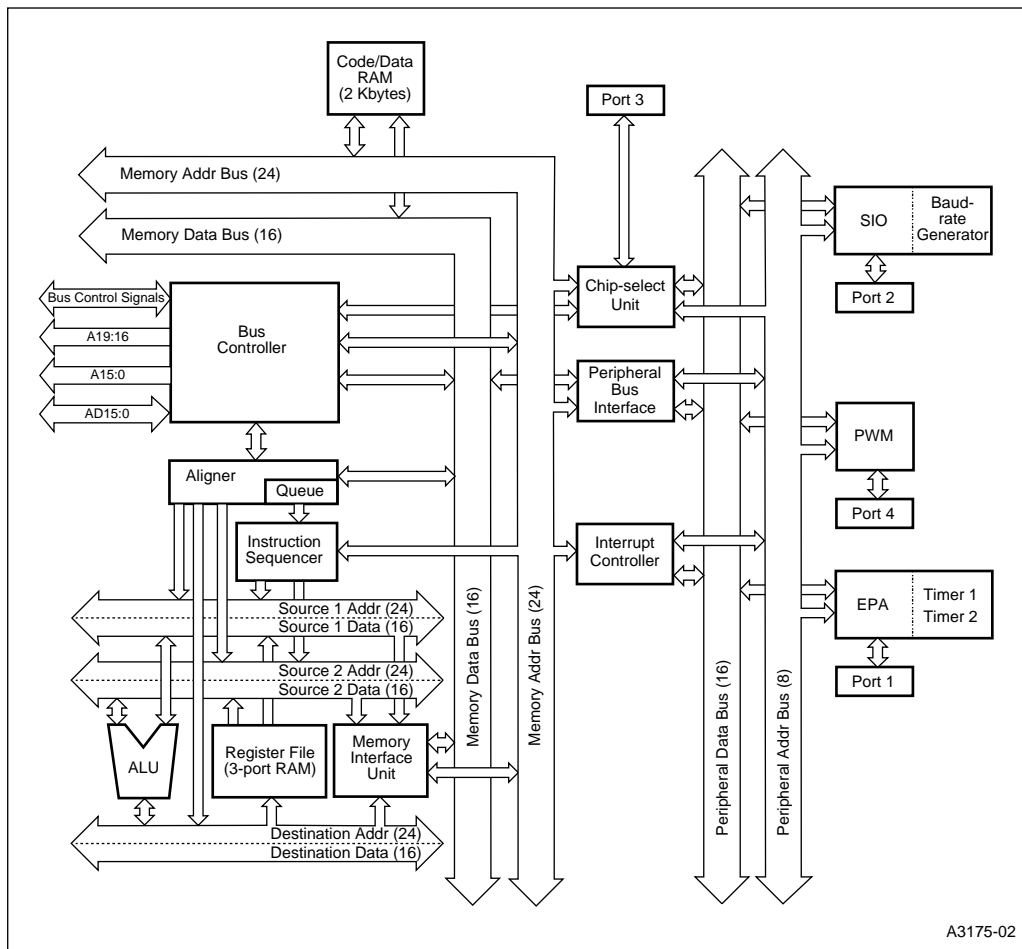 Code/Data
RAM
(2 Kbytes)
Port 3
Memory Addr Bus (24)
Memory Data Bus (16)
SIO
Baud-
rate
Generator
Port 2
Bus Control Signals
A19:16
A15:0
AD15:0
Bus
Controller
Chip-select
Unit
Peripheral
Bus
Interface
PWM
Port 4
Aligner
Queue
Instruction
Sequencer
Interrupt
Controller
EPA
Timer 1
Timer 2
Port 1
Source 1 Addr (24)
Source 1 Data (16)
Source 2 Addr (24)
Source 2 Data (16)
ALU
Register File
(3-port RAM)
Memory
Interface
Unit
Destination Addr (24)
Destination Data (16)
Memory Data Bus (16)
Memory Addr Bus (24)
Peripheral Data Bus (16)
Peripheral Addr Bus (8)
A3175-02